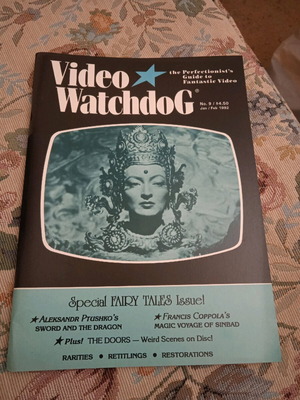 Video
WatchdoG®
the Perfectionist's
Guide to
Fantastic Video
No. 9 / $4.50
Jan / Feb 1992
Special FAIRY TALES Issue!
★ ALEKSANDR PTUSHKO'S
SWORD AND THE DRAGON
★ FRANCIS COPPOLA'S
MAGIC VOYAGE OF SINBAD
★ Plus! THE DOORS — Weird Scenes on Disc!
RARITIES • RETITLINGS • RESTORATIONS